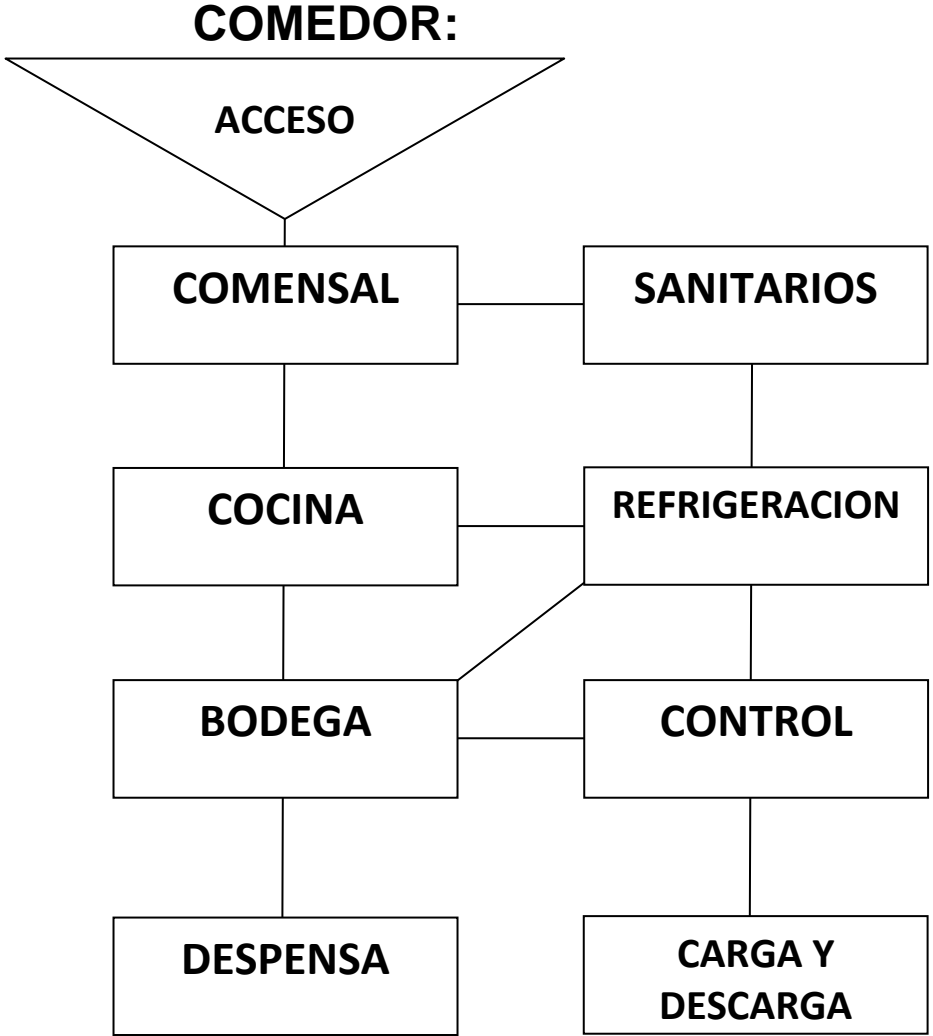 COMEDOR:
ACCESO
COMENSAL
SANITARIOS
COCINA
REFRIGERACION
BODEGA
CONTROL
DESPENSA
CARGA Y
DESCARGA